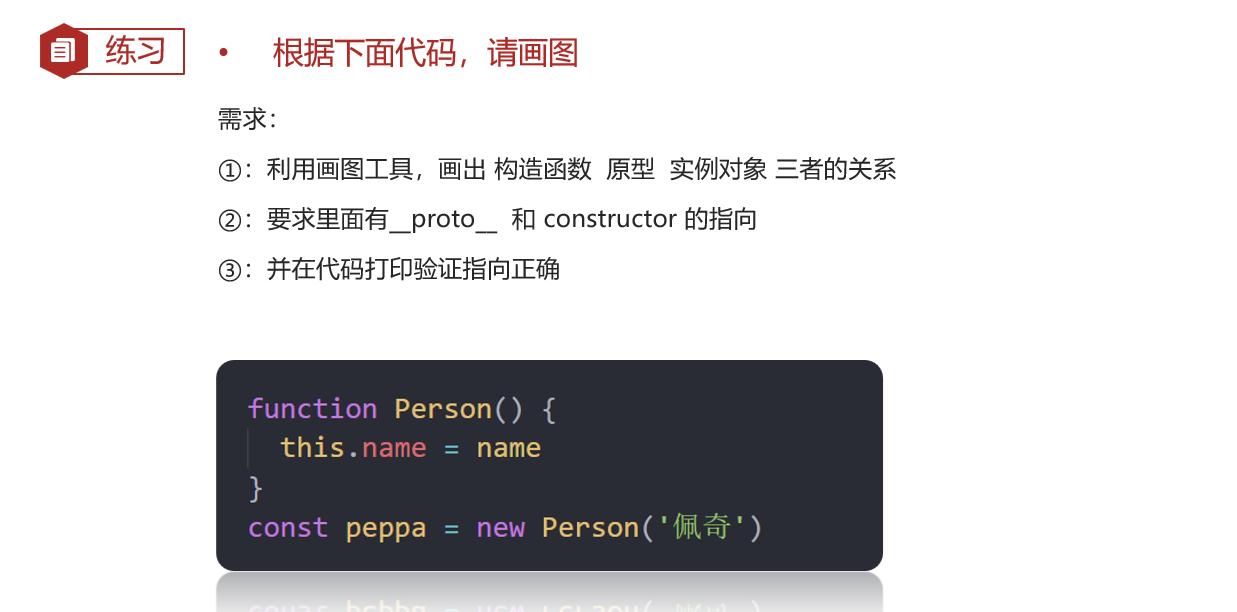 练习
• 根据下面代码，请画图
需求：
①：利用画图工具，画出 构造函数 原型 实例对象 三者的关系
②：要求里面有__proto__ 和 constructor 的指向
③：并在代码打印验证指向正确
function Person() {
  this.name = name
}
const peppa = new Person('佩奇')